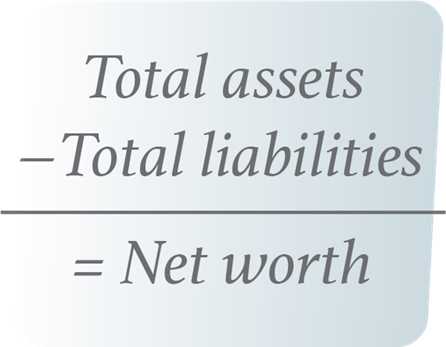 Total assets
–Total liabilities
= Net worth